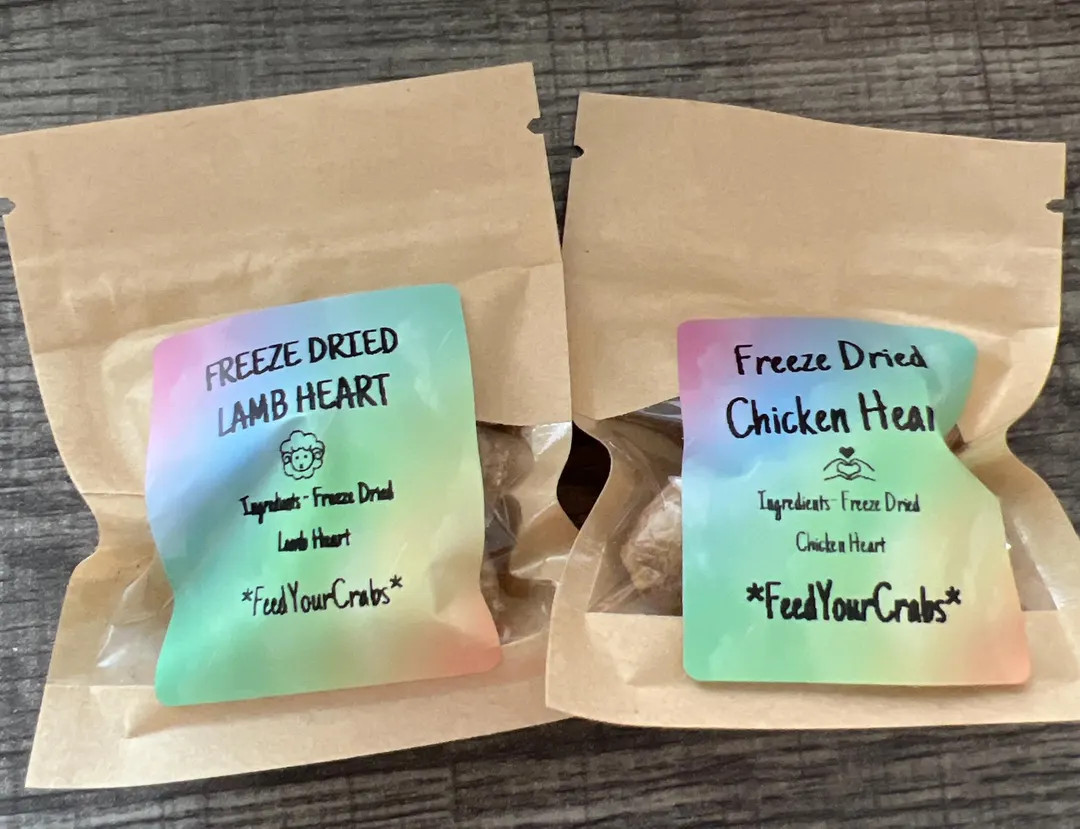 FREEZE DRIED
LAMB HEART
Ingredients - Freeze Dried
Lamb Heart
*FeedYourCrabs*
Freeze Dried
Chicken Hear
Ingredients - Freeze Dried
Chicken Heart
*FeedYourCrabs*